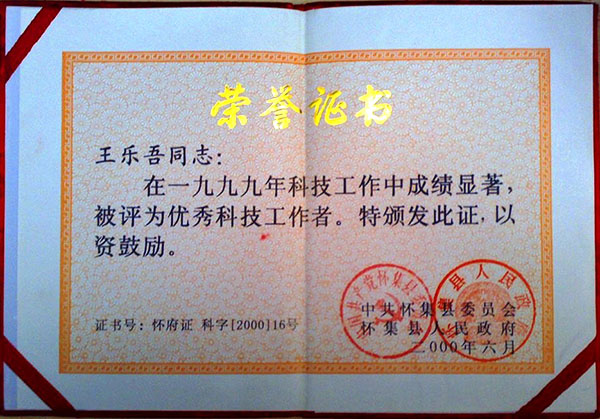 荣誉证书
王乐吾同志:
在一九九九年科技工作中成绩显著,
被评为优秀科技工作者。特颁发此证,以
资鼓励。
中共怀集县委员会
证书号: 怀府证 科字[2000]16号
怀集县人民政府
二000年六月